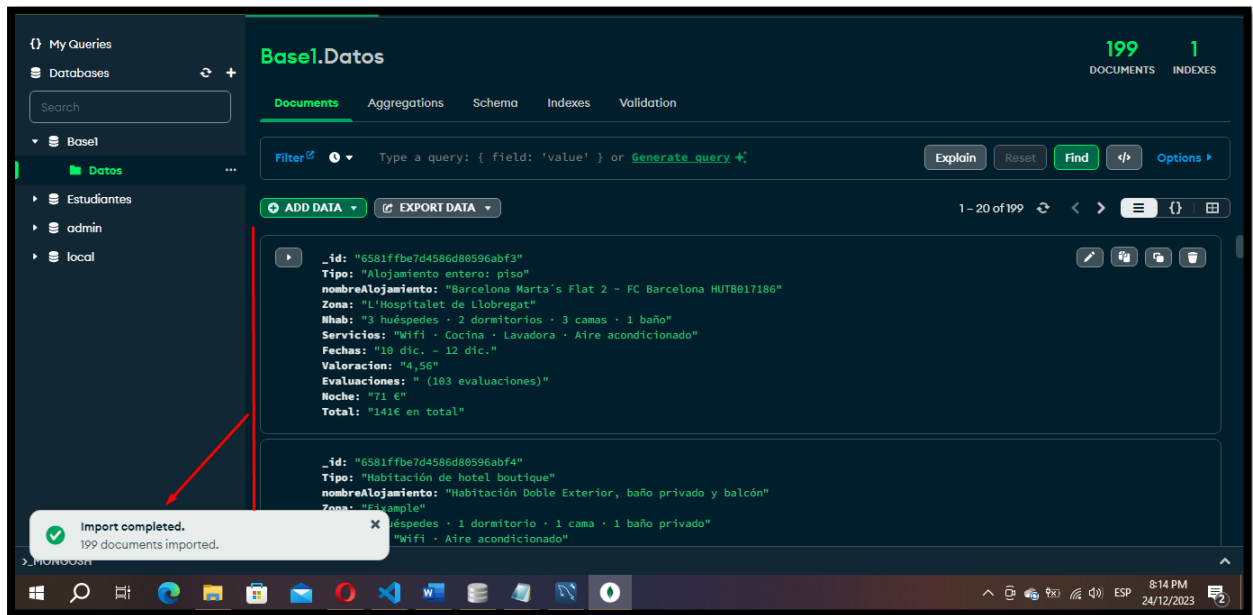 {} My Queries
Databases
Search
Base1
Datos
Estudiantes
admin
local
Base1.Datos
199 DOCUMENTS
1 INDEXES
Documents Aggregations Schema Indexes Validation
Filter Type a query: { field: 'value' } or Generate query
Explain Reset Find </> Options
ADD DATA EXPORT DATA
1 – 20 of 199 {}
_id: "6581ffbe7d4586d80596abf3"
Tipo: "Alojamiento entero: piso"
nombreAlojamiento: "Barcelona Marta´s Flat 2 - FC Barcelona HUTB017186"
Zona: "L'Hospitalet de Llobregat"
Nhab: "3 huéspedes · 2 dormitorios · 3 camas · 1 baño"
Servicios: "Wifi · Cocina · Lavadora · Aire acondicionado"
Fechas: "10 dic. – 12 dic."
Valoracion: "4,56"
Evaluaciones: " (103 evaluaciones)"
Noche: "71 €"
Total: "141€ en total"
_id: "6581ffbe7d4586d80596abf4"
Tipo: "Habitación de hotel boutique"
nombreAlojamiento: "Habitación Doble Exterior, baño privado y balcón"
Zona: "Eixample"
uéspedes · 1 dormitorio · 1 cama · 1 baño privado"
"Wifi · Aire acondicionado"
Import completed.
199 documents imported.
>_MONGOSH
ESP
8:14 PM
24/12/2023
2